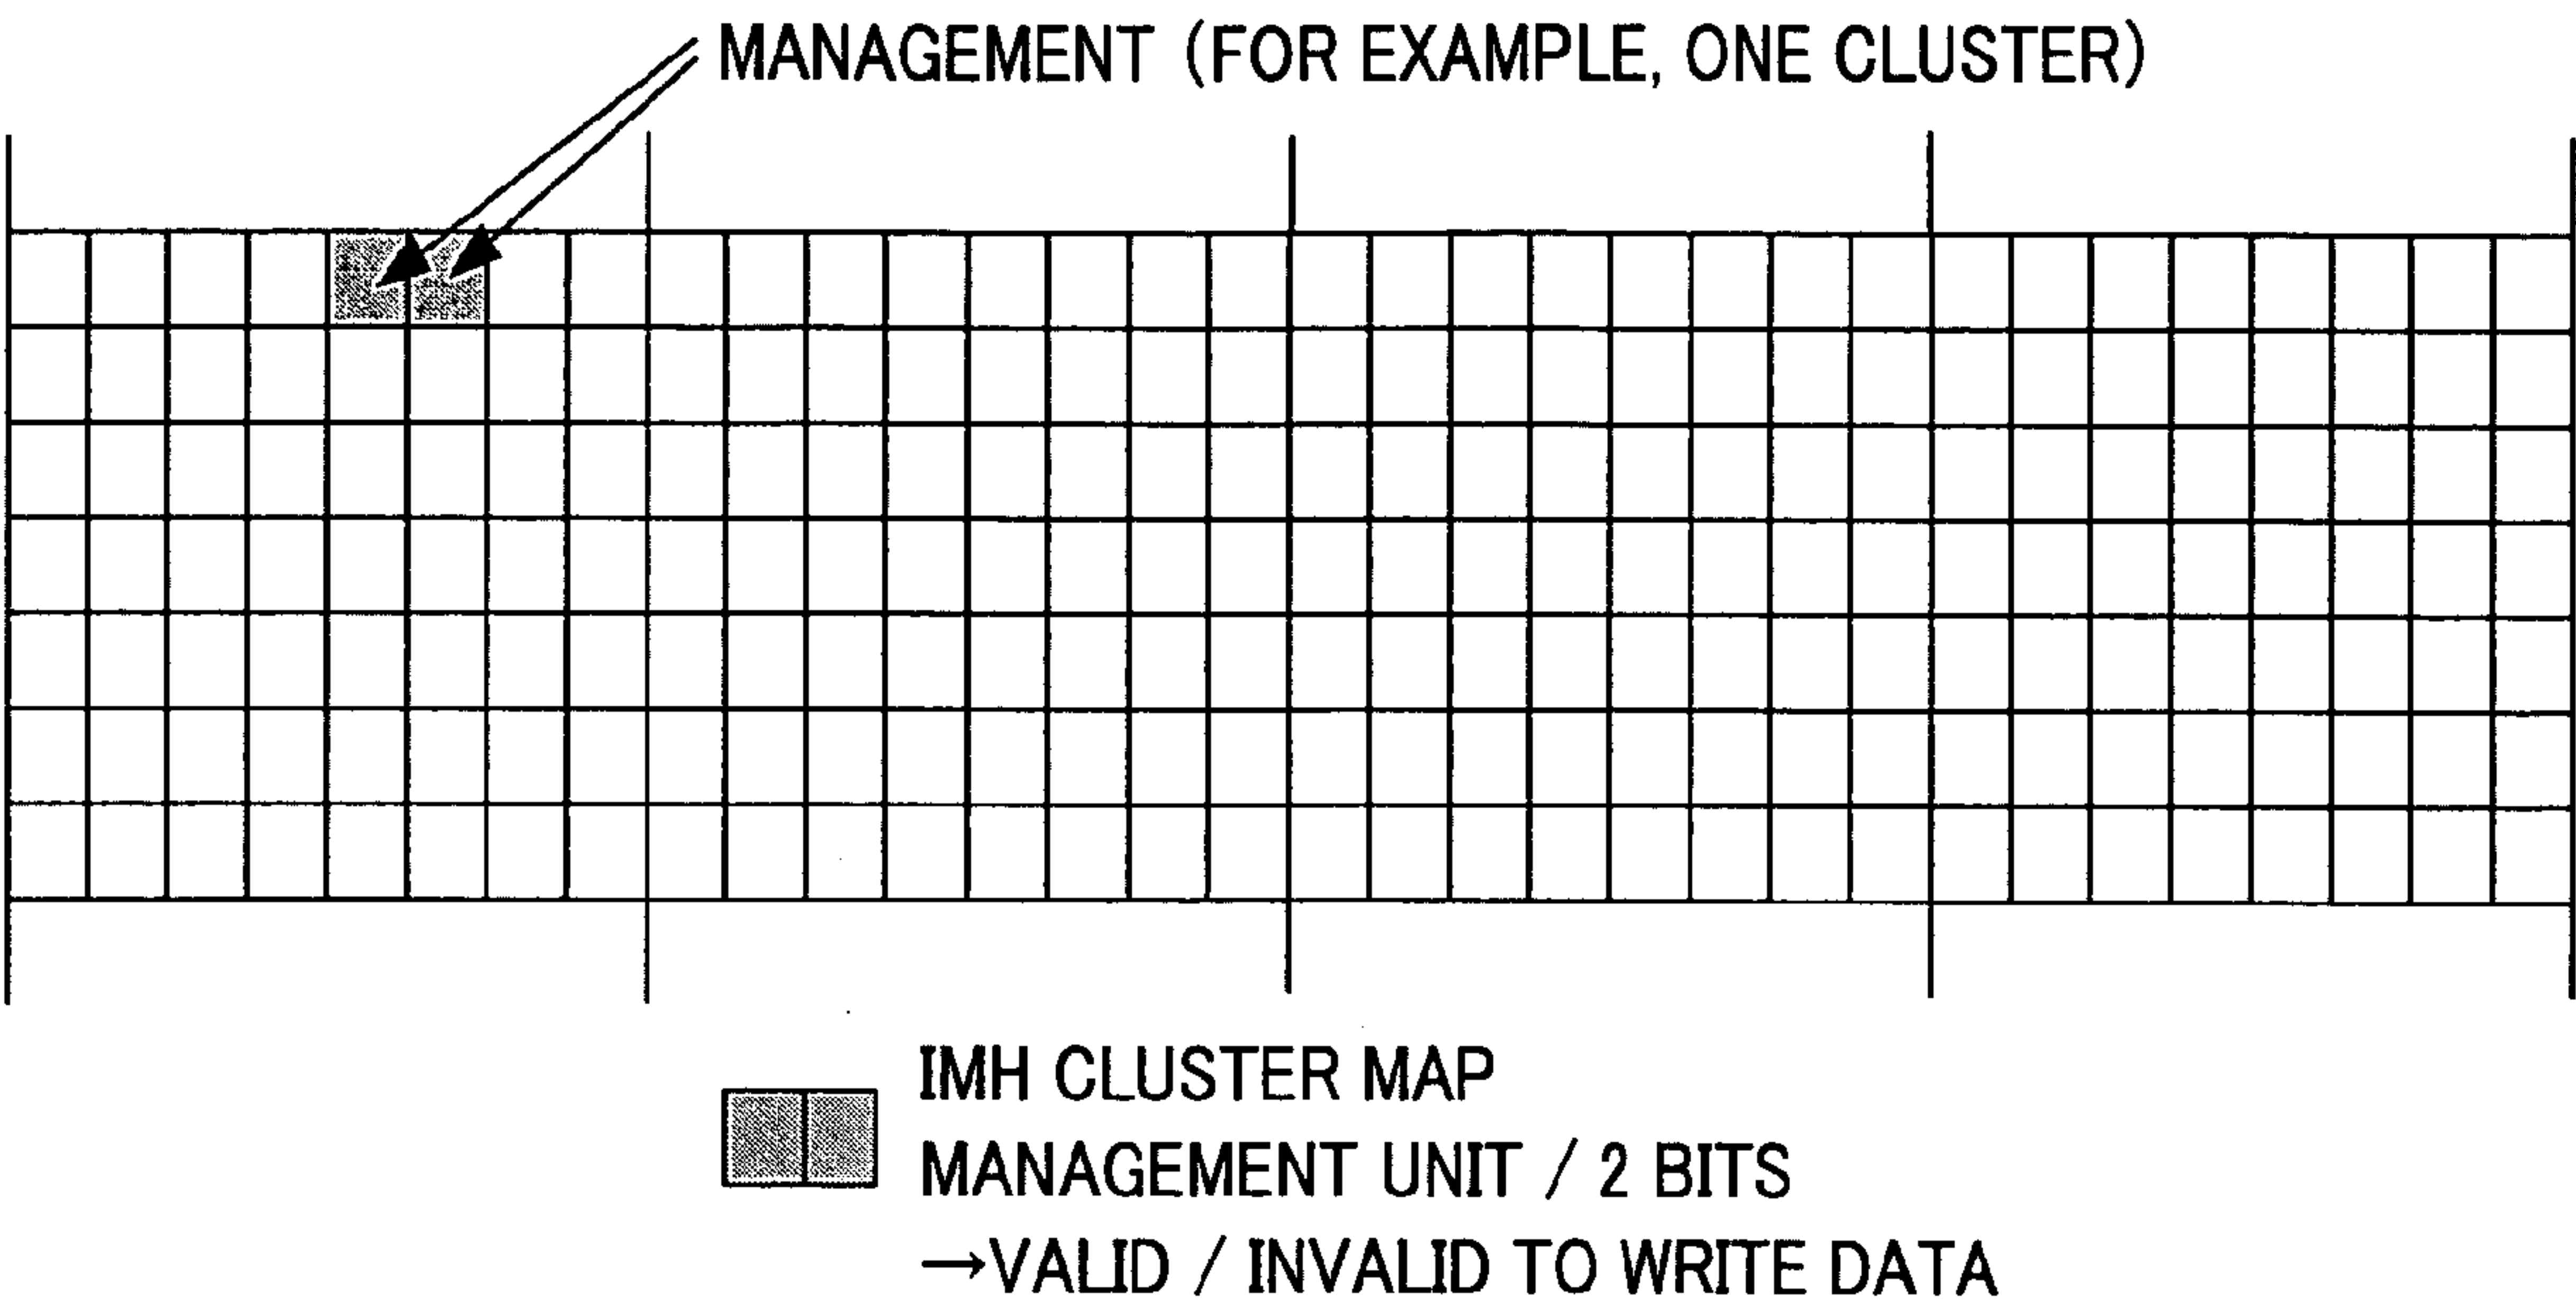 MANAGEMENT (FOR EXAMPLE, ONE CLUSTER)
IMH CLUSTER MAP
MANAGEMENT UNIT / 2 BITS
→VALID / INVALID TO WRITE DATA